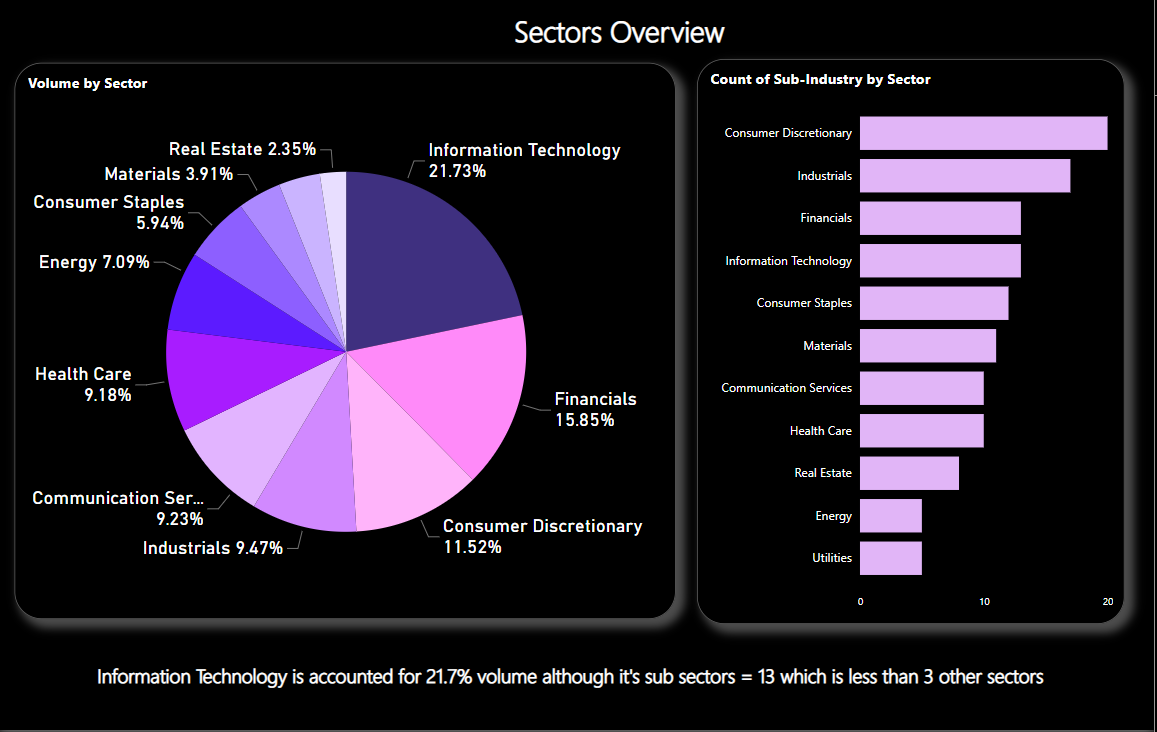 Sectors Overview
Volume by Sector
Real Estate 2.35%
Materials 3.91%
Consumer Staples
5.94%
Energy 7.09%
Health Care
9.18%
Communication Ser...
9.23%
Industrials 9.47%
Information Technology
21.73%
Financials
15.85%
Consumer Discretionary
11.52%
Count of Sub-Industry by Sector
Consumer Discretionary
Industrials
Financials
Information Technology
Consumer Staples
Materials
Communication Services
Health Care
Real Estate
Energy
Utilities
0 10 20
Information Technology is accounted for 21.7% volume although it's sub sectors = 13 which is less than 3 other sectors